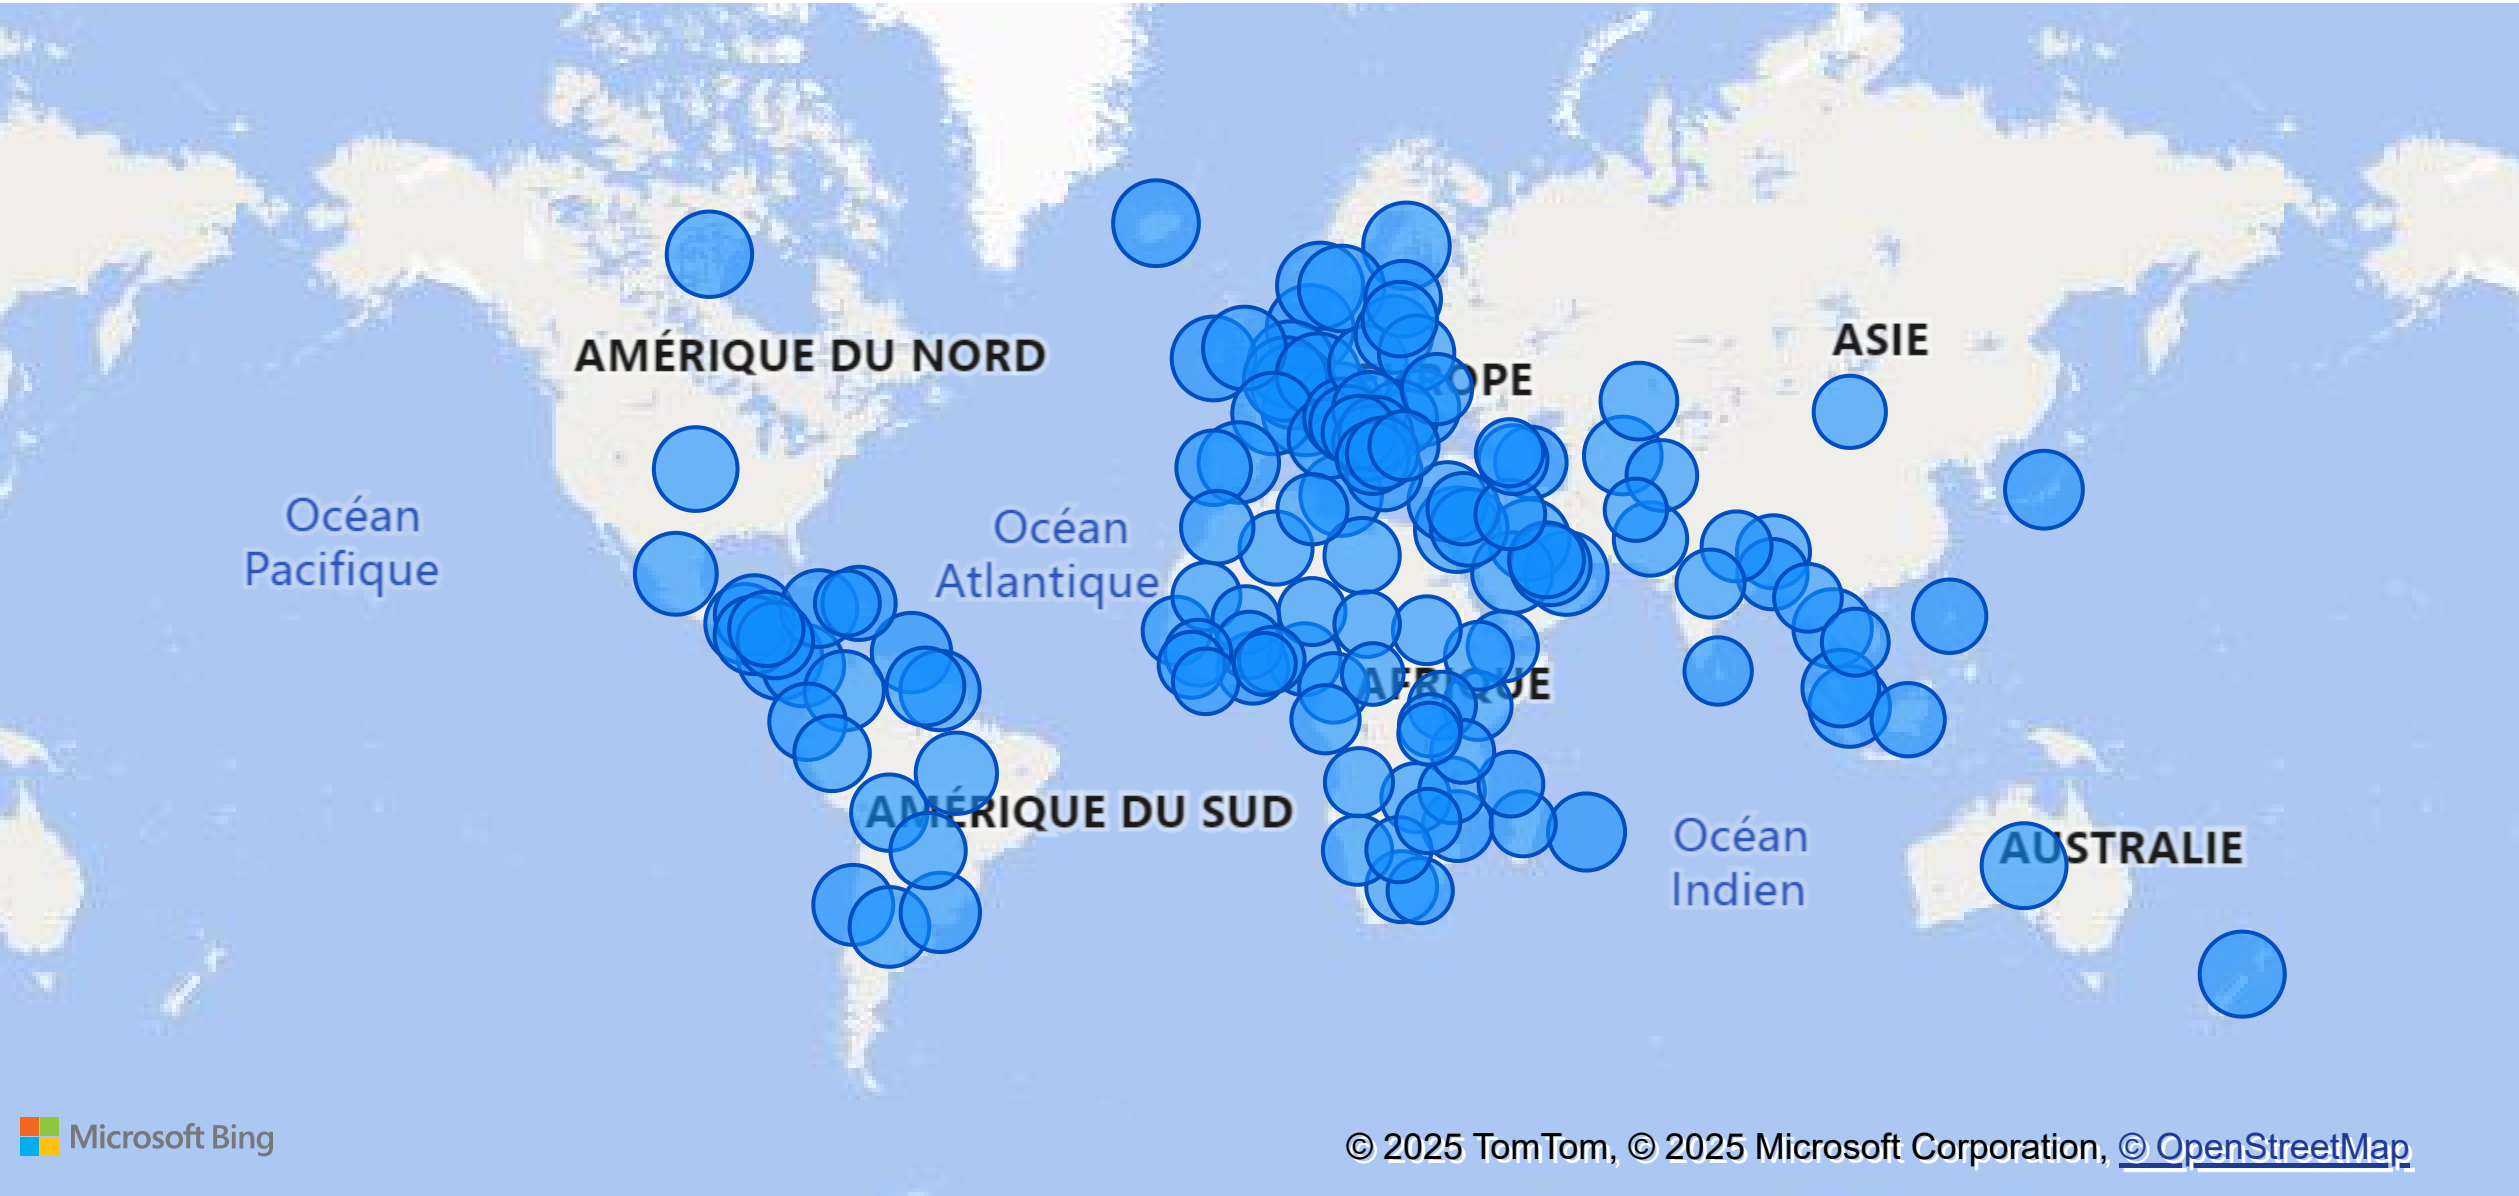 AMÉRIQUE DU NORD
ASIE
Océan
Pacifique
Océan
Atlantique
AFRIQUE
AMÉRIQUE DU SUD
Océan
Indien
AUSTRALIE
Microsoft Bing
© 2025 TomTom, © 2025 Microsoft Corporation, © OpenStreetMap